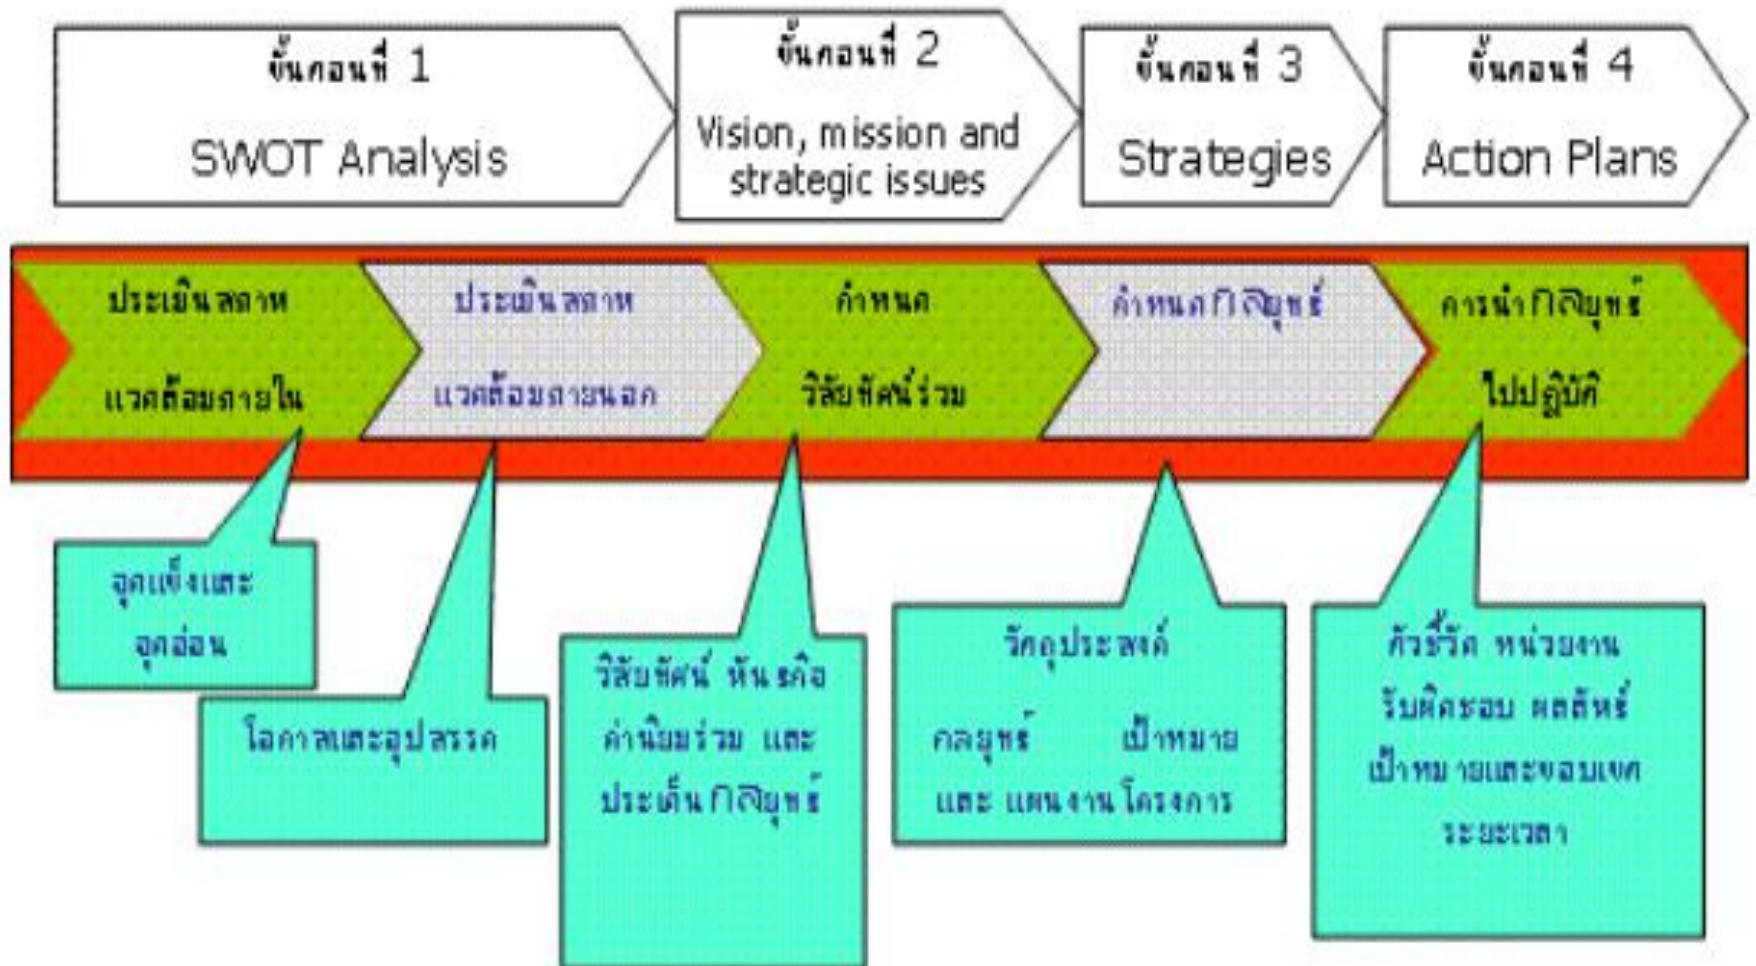 ขั้นตอนที่ 1
SWOT Analysis
ขั้นตอนที่ 2
Vision, mission and
strategic issues
ขั้นตอนที่ 3
Strategies
ขั้นตอนที่ 4
Action Plans
ประเมินสภาพ
แวดล้อมภายใน
ประเมินสภาพ
แวดล้อมภายนอก
กำหนด
วิสัยทัศน์ร่วม
กำหนดกลยุทธ์
การนำกลยุทธ์
ไปปฏิบัติ
จุดแข็งและ
จุดอ่อน
โอกาสและอุปสรรค
วิสัยทัศน์ พันธกิจ
ค่านิยมร่วม และ
ประเด็นกลยุทธ์
วัตถุประสงค์
กลยุทธ์ เป้าหมาย
และ แผนงานโครงการ
ตัวชี้วัด หน่วยงาน
รับผิดชอบ ผลลัพธ์
เป้าหมายและขอบเขต
ระยะเวลา